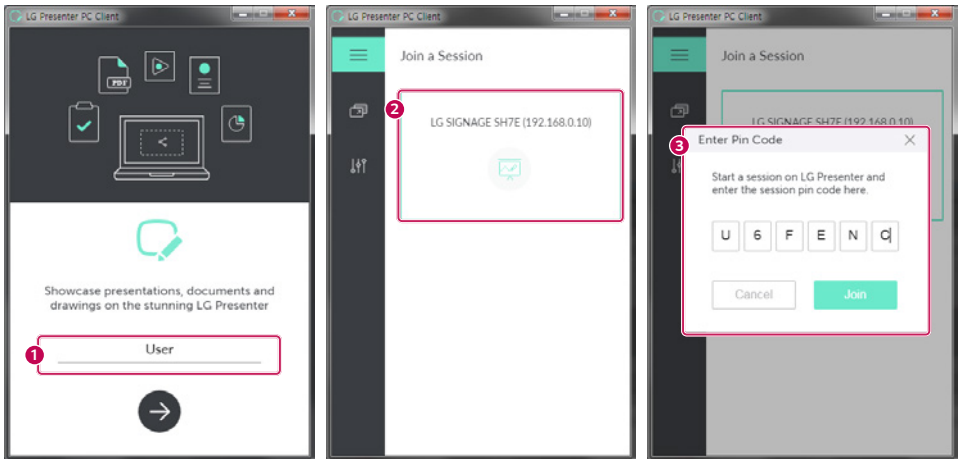 LG Presenter PC Client
PDF
Showcase presentations, documents and
drawings on the stunning LG Presenter
1
User
LG Presenter PC Client
Join a Session
2
LG SIGNAGE SH7E (192.168.0.10)
LG Presenter PC Client
Join a Session
LG SIGNAGE SH7E (192.168.0.10)
3
Enter Pin Code
Start a session on LG Presenter and
enter the session pin code here.
U 6 F E N C
Cancel Join